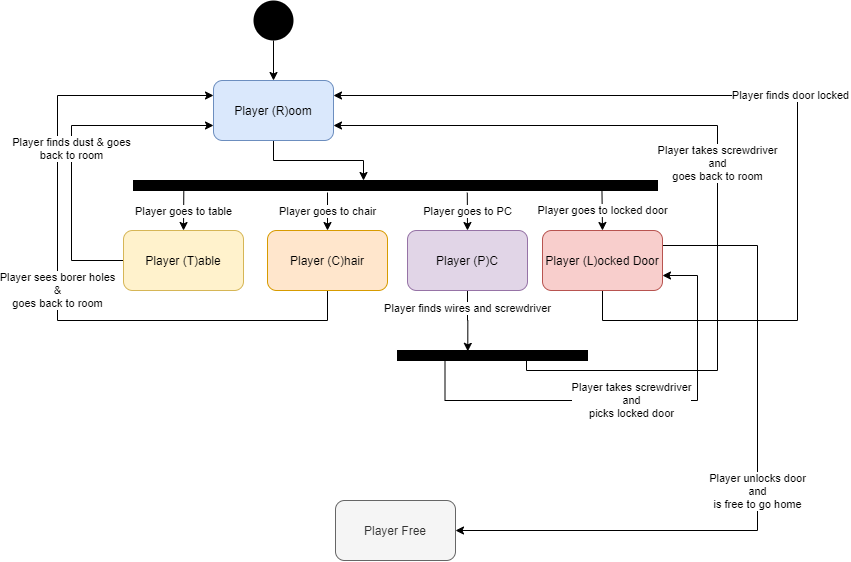 Player (R)oom
Player finds door locked
Player finds dust & goes
back to room
Player takes screwdriver
and
goes back to room
Player goes to table
Player goes to chair
Player goes to PC
Player goes to locked door
Player (T)able
Player (C)hair
Player (P)C
Player (L)ocked Door
Player sees borer holes
&
goes back to room
Player finds wires and screwdriver
Player takes screwdriver
and
picks locked door
Player unlocks door
and
is free to go home
Player Free